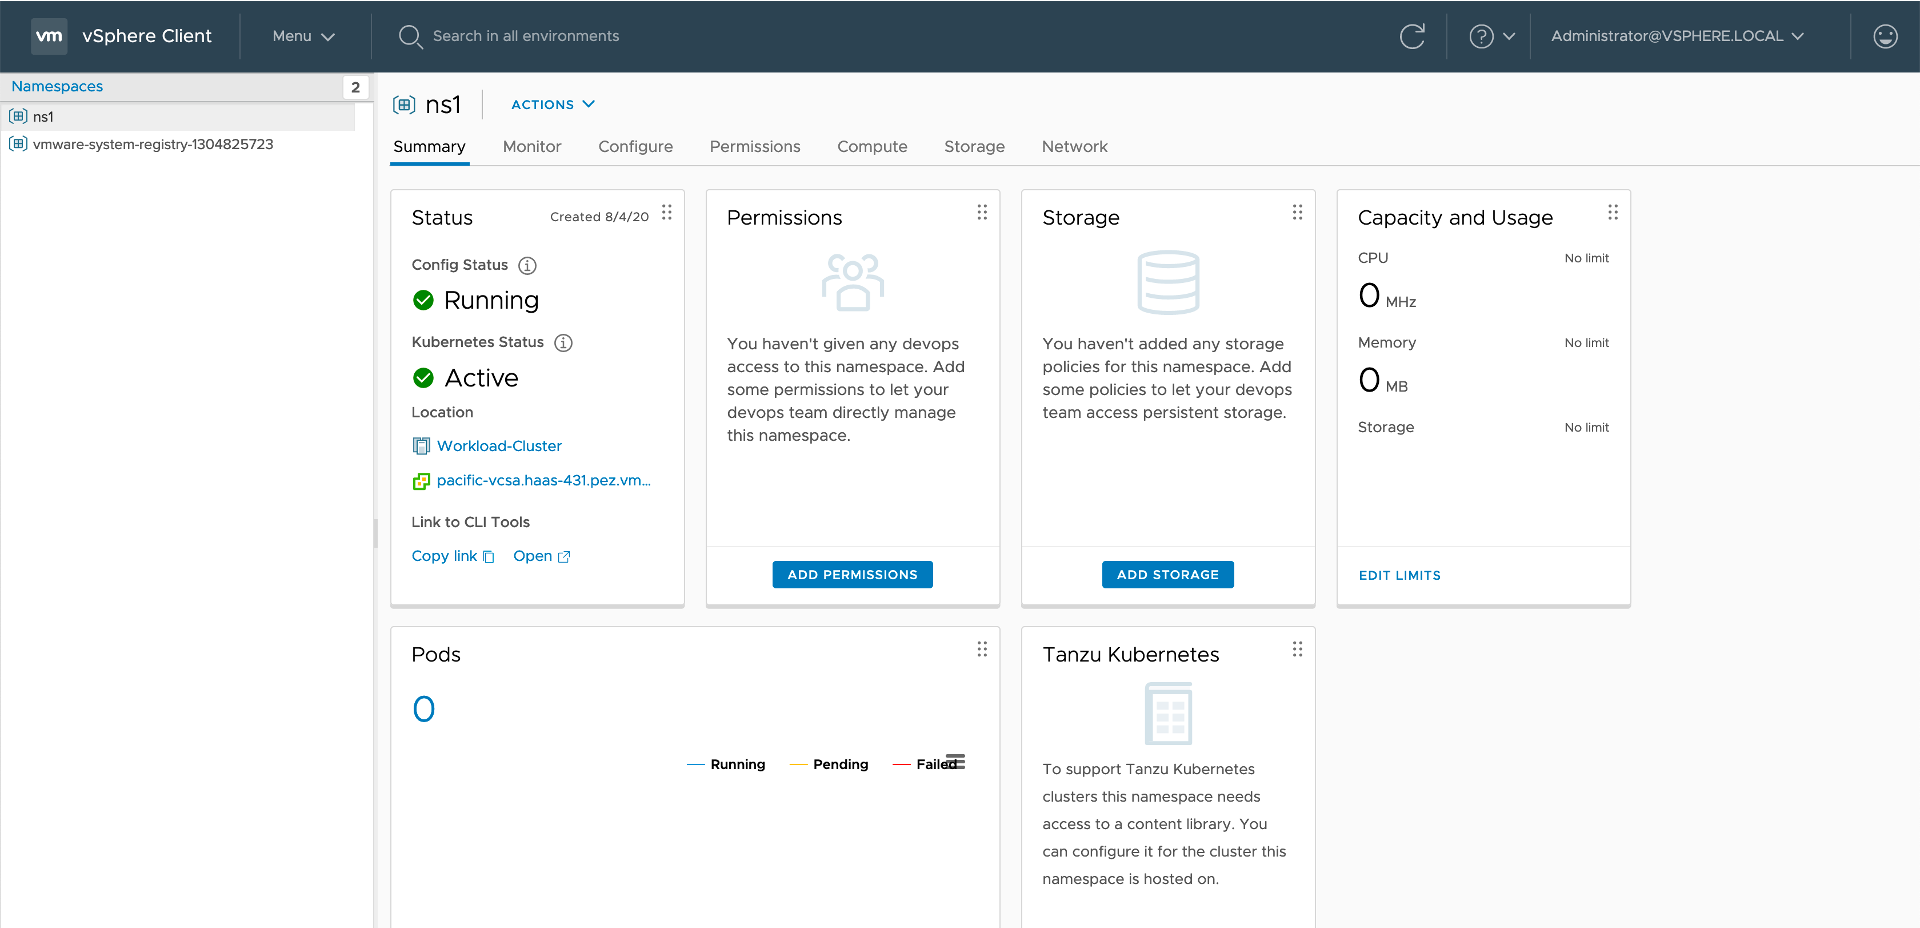 vm vSphere Client Menu Search in all environments Administrator@VSPHERE.LOCAL
Namespaces 2
ns1
vmware-system-registry-1304825723
ns1 ACTIONS
Summary Monitor Configure Permissions Compute Storage Network
Status Created 8/4/20
Config Status
Running
Kubernetes Status
Active
Location
Workload-Cluster
pacific-vcsa.haas-431.pez.vm...
Link to CLI Tools
Copy link Open
Permissions
You haven't given any devops
access to this namespace. Add
some permissions to let your
devops team directly manage
this namespace.
ADD PERMISSIONS
Storage
You haven't added any storage
policies for this namespace. Add
some policies to let your devops
team access persistent storage.
ADD STORAGE
Capacity and Usage
CPU No limit
0 MHz
Memory No limit
0 MB
Storage No limit
EDIT LIMITS
Pods
0
Running Pending Failed
Tanzu Kubernetes
To support Tanzu Kubernetes
clusters this namespace needs
access to a content library. You
can configure it for the cluster this
namespace is hosted on.